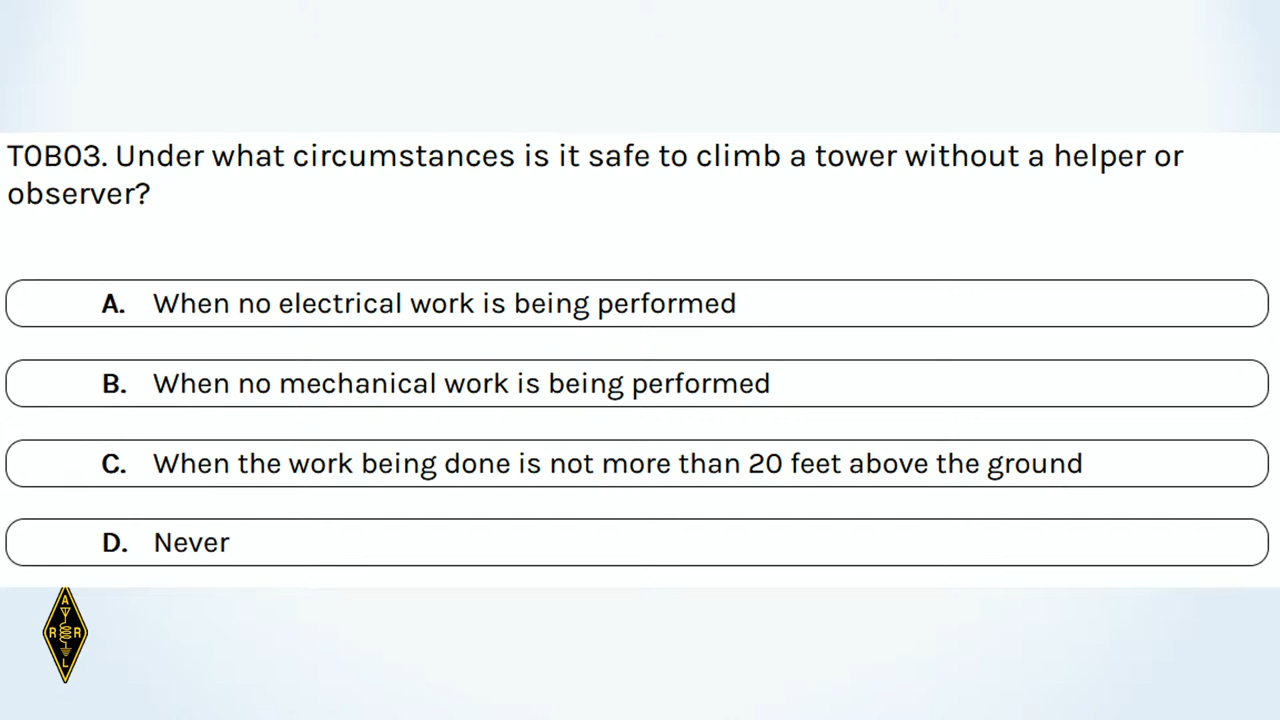 T0B03. Under what circumstances is it safe to climb a tower without a helper or
observer?
A. When no electrical work is being performed
B. When no mechanical work is being performed
C. When the work being done is not more than 20 feet above the ground
D. Never
A
R R
L